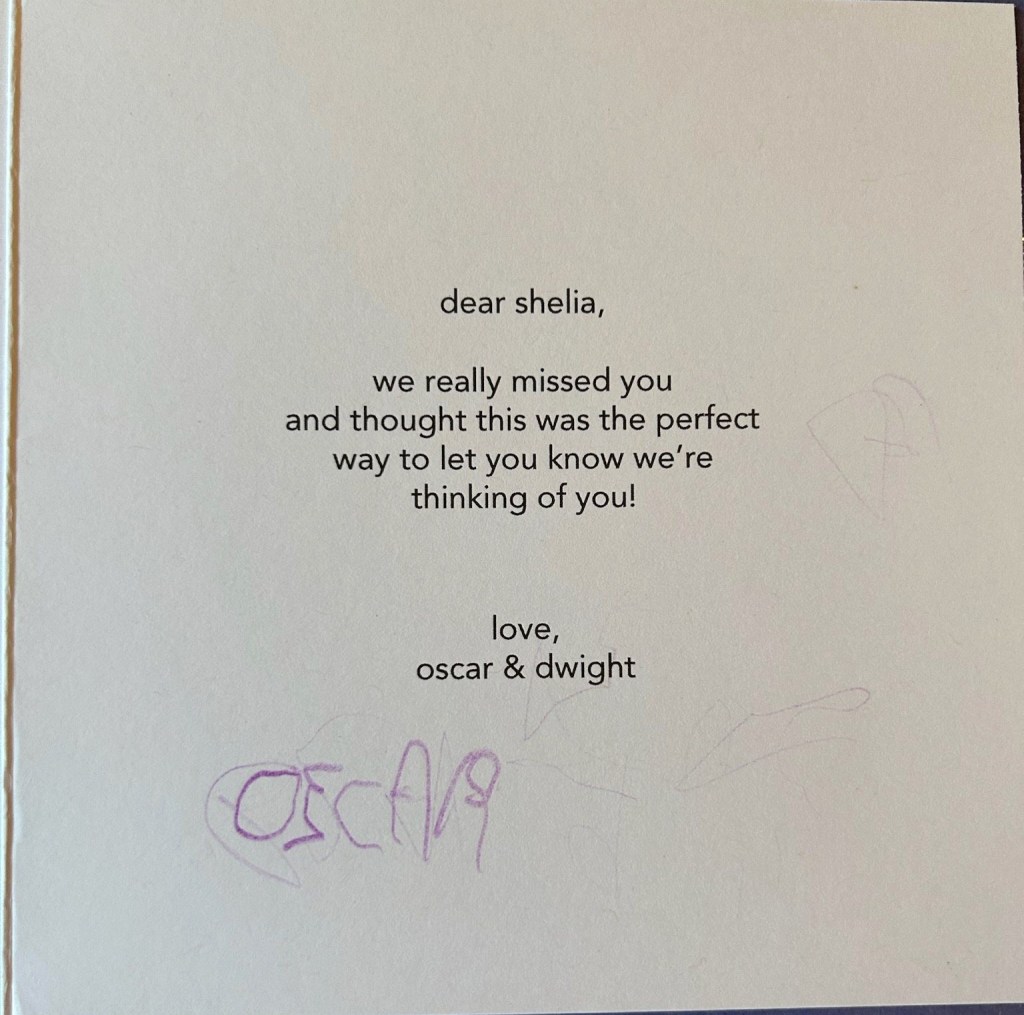 dear shelia,
we really missed you
and thought this was the perfect
way to let you know we're
thinking of you!
love,
oscar & dwight
OSCAR